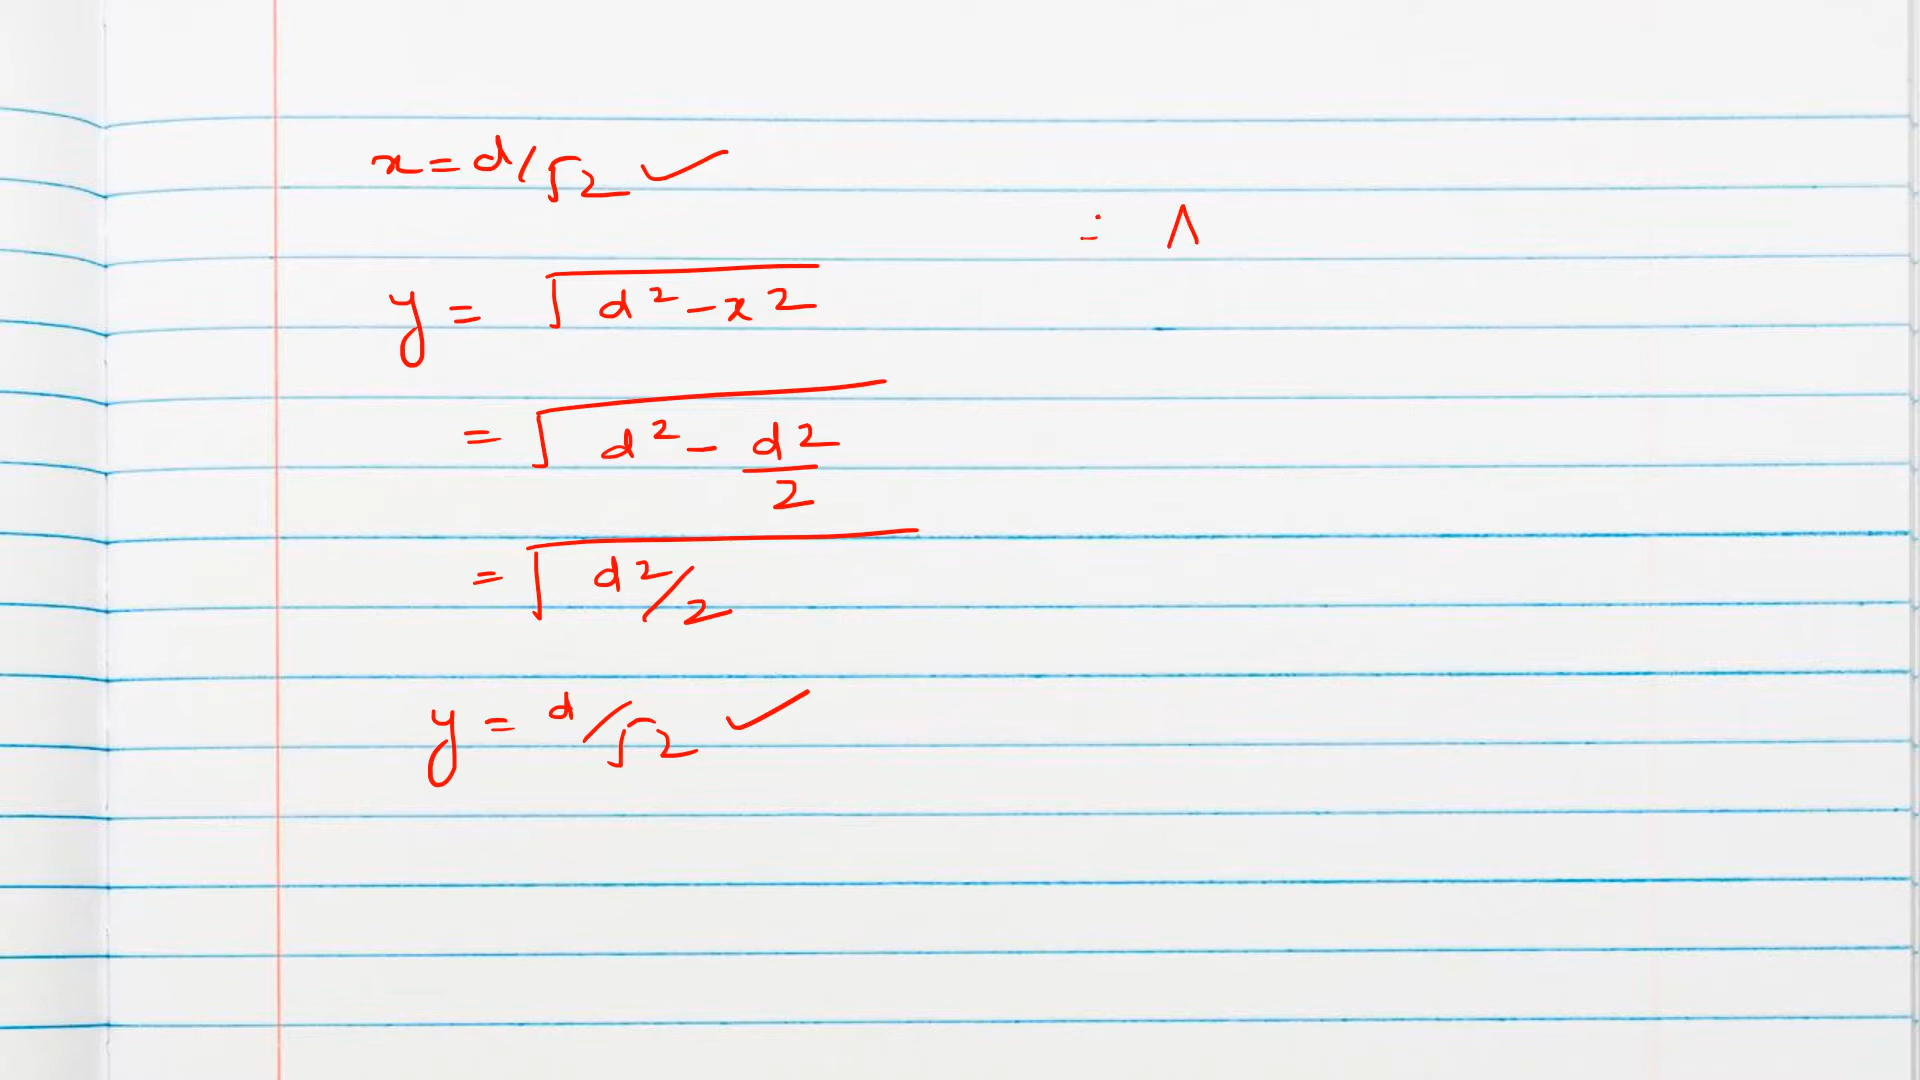 x = d/√2 ✓
y = √(d² - x²)
= √(d² - d²/2)
= √(d²/2)
y = d/√2 ✓